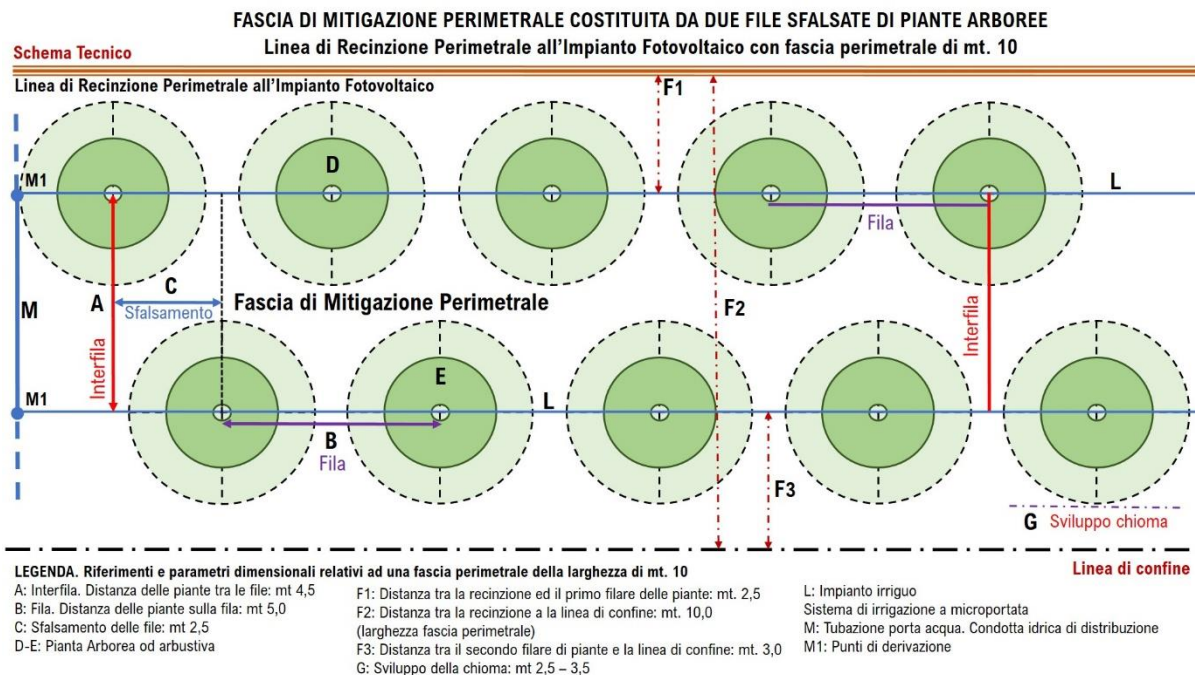 FASCIA DI MITIGAZIONE PERIMETRALE COSTITUITA DA DUE FILE SFALSATE DI PIANTE ARBOREE
Schema Tecnico
Linea di Recinzione Perimetrale all'Impianto Fotovoltaico con fascia perimetrale di mt. 10
Linea di Recinzione Perimetrale all'Impianto Fotovoltaico
F1
D
M1
L
Fila
C
A
Sfalsamento
Fascia di Mitigazione Perimetrale
M
F2
Interfila
Interfila
E
M1
L
B
Fila
F3
G Sviluppo chioma
LEGENDA. Riferimenti e parametri dimensionali relativi ad una fascia perimetrale della larghezza di mt. 10
Linea di confine
A: Interfila. Distanza delle piante tra le file: mt 4,5
B: Fila. Distanza delle piante sulla fila: mt 5,0
C: Sfalsamento delle file: mt 2,5
D-E: Pianta Arborea od arbustiva
F1: Distanza tra la recinzione ed il primo filare delle piante: mt. 2,5
F2: Distanza tra la recinzione a la linea di confine: mt. 10,0
(larghezza fascia perimetrale)
F3: Distanza tra il secondo filare di piante e la linea di confine: mt. 3,0
G: Sviluppo della chioma: mt 2,5 – 3,5
L: Impianto irriguo
Sistema di irrigazione a microportata
M: Tubazione porta acqua. Condotta idrica di distribuzione
M1: Punti di derivazione